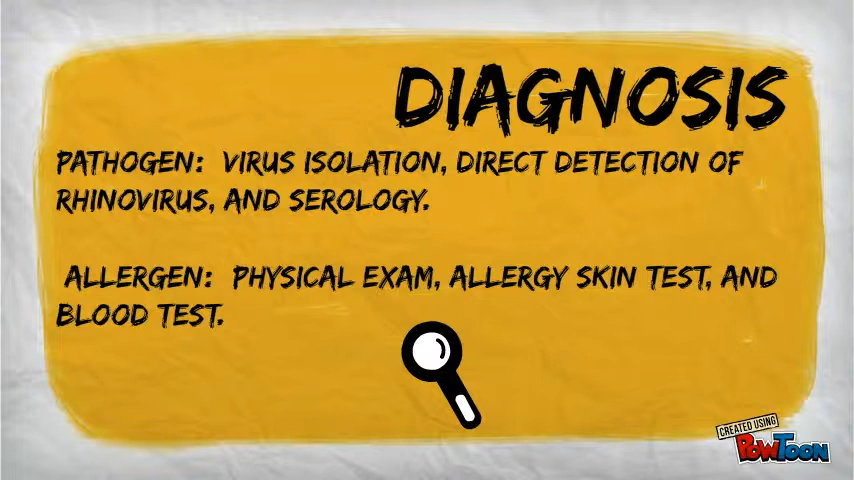 DIAGNOSIS
PATHOGEN: VIRUS ISOLATION, DIRECT DETECTION OF
RHINOVIRUS, AND SEROLOGY.
ALLERGEN: PHYSICAL EXAM, ALLERGY SKIN TEST, AND
BLOOD TEST.
CREATED USING
POWTOON